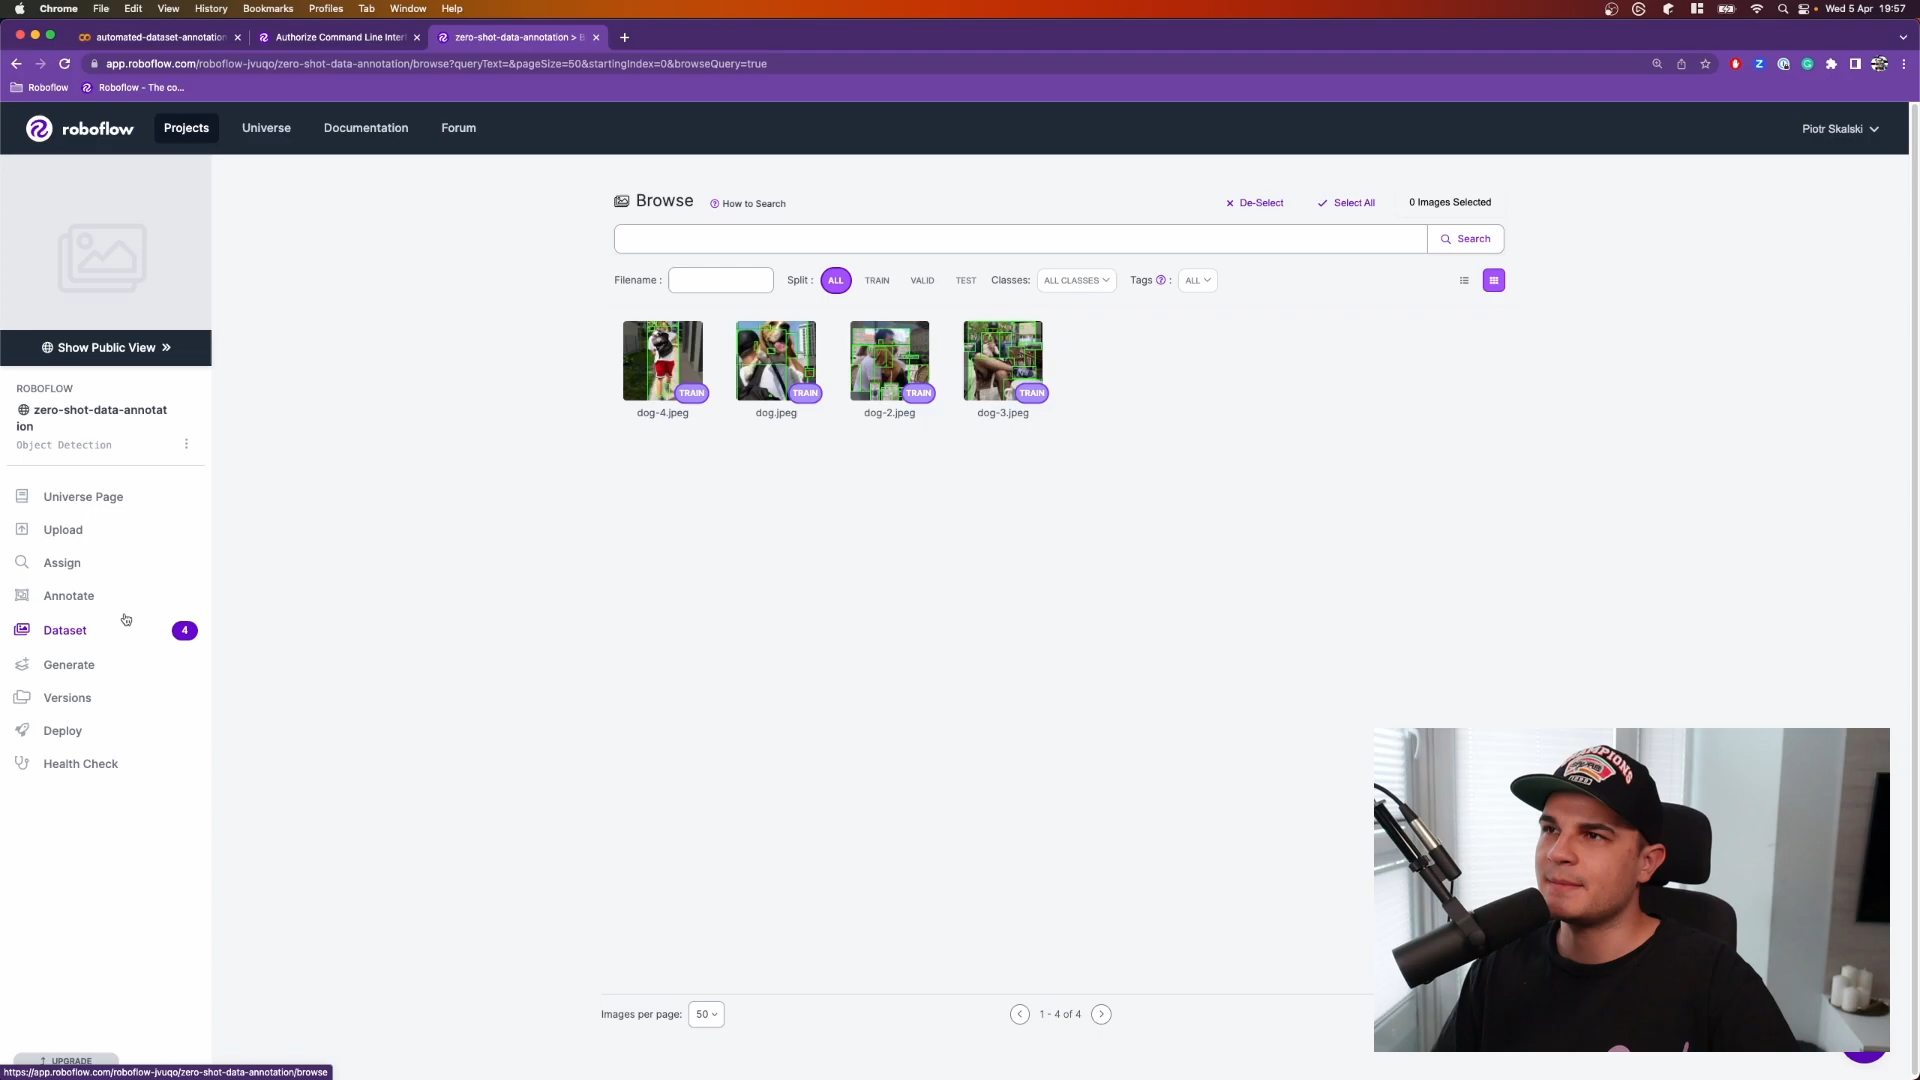 Chrome File Edit View History Bookmarks Profiles Tab Window Help Wed 5 Apr 19:57
automated-dataset-annotation Authorize Command Line Interf zero-shot-data-annotation > B
app.roboflow.com/roboflow-jvuqo/zero-shot-data-annotation/browse?queryText=&pageSize=50&startingIndex=0&browseQuery=true
Roboflow Roboflow - The co...
roboflow Projects Universe Documentation Forum Piotr Skalski
Browse How to Search De-Select Select All 0 Images Selected
Search
Filename : Split : ALL TRAIN VALID TEST Classes: ALL CLASSES Tags : ALL
Show Public View »
TRAIN TRAIN TRAIN TRAIN
dog-4.jpeg dog.jpeg dog-2.jpeg dog-3.jpeg
ROBOFLOW
zero-shot-data-annotat
ion
Object Detection
Universe Page
Upload
Assign
Annotate
Dataset 4
Generate
Versions
Deploy
Health Check
Images per page: 50 1 - 4 of 4
UPGRADE
https://app.roboflow.com/roboflow-jvuqo/zero-shot-data-annotation/browse